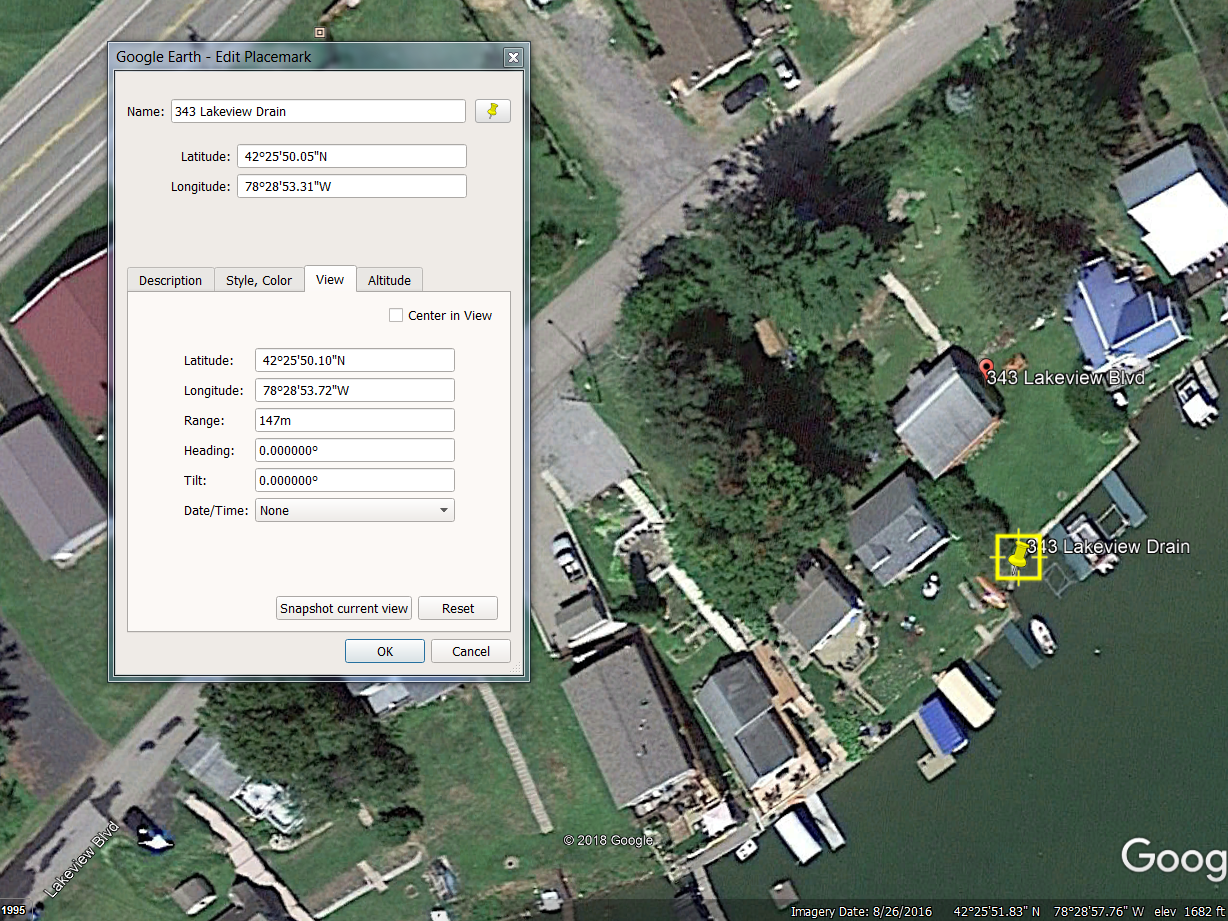 Google Earth - Edit Placemark
Name: 343 Lakeview Drain
Latitude: 42°25'50.05"N
Longitude: 78°28'53.31"W
Description Style, Color View Altitude
Center in View
Latitude: 42°25'50.10"N
Longitude: 78°28'53.72"W
Range: 147m
Heading: 0.000000°
Tilt: 0.000000°
Date/Time: None
Snapshot current view Reset
OK Cancel
343 Lakeview Blvd
343 Lakeview Drain
Lakeview Blvd
© 2018 Google
Goog
1995
Imagery Date: 8/26/2016 42°25'51.83" N 78°28'57.76" W elev 1682 ft